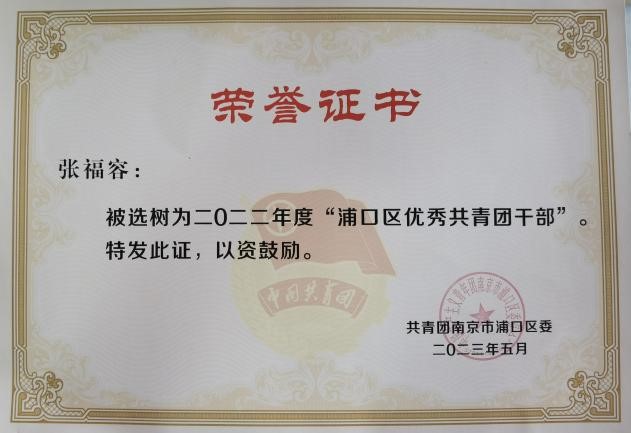 荣誉证书
张福容：
被选树为二〇二二年度“浦口区优秀共青团干部”。
特发此证，以资鼓励。
中国共青团
共青团南京市浦口区委
二〇二三年五月